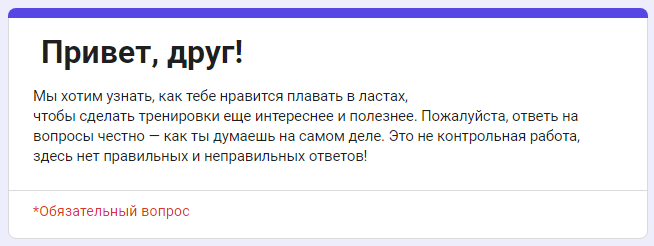 Привет, друг!
Мы хотим узнать, как тебе нравится плавать в ластах,
чтобы сделать тренировки еще интереснее и полезнее. Пожалуйста, ответь на
вопросы честно — как ты думаешь на самом деле. Это не контрольная работа,
здесь нет правильных и неправильных ответов!
*Обязательный вопрос